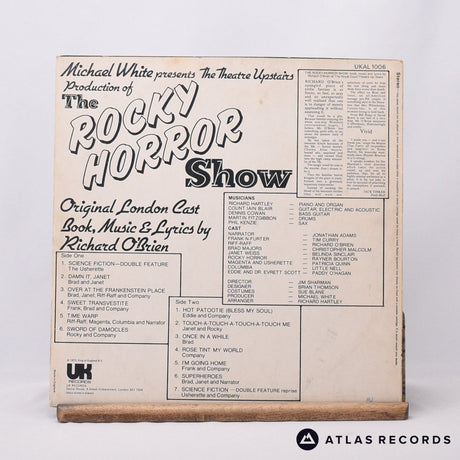 UKAL 1006
Stereo
Michael White presents The Theatre Upstairs
Production of
The
ROCKY
HORROR
Show
Original London Cast
Book, Music & Lyrics by
Richard O'Brien
Vivid
MUSICIANS
RICHARD HARTLEY — PIANO AND ORGAN
COUNT IAN BLAIR — GUITAR, ELECTRIC AND ACOUSTIC
DENNIS COWAN — BASS GUITAR
MARTIN FITZGIBBON — DRUMS
PHIL KENZIE — SAX
CAST
NARRATOR — JONATHAN ADAMS
FRANK-N-FURTER — TIM CURRY
RIFF-RAFF — RICHARD O'BRIEN
BRAD MAJORS — CHRISTOPHER MALCOLM
JANET WEISS — BELINDA SINCLAIR
ROCKY HORROR — RAYNER BOURTON
MAGENTA AND USHERETTE — PATRICIA QUINN
COLUMBIA — LITTLE NELL
EDDIE AND DR. EVRETT SCOTT — PADDY O'HAGAN
DIRECTOR — JIM SHARMAN
DESIGNER — BRIAN THOMSON
COSTUMES — SUE BLANE
PRODUCER — MICHAEL WHITE
ARRANGER — RICHARD HARTLEY
Side One
1. SCIENCE FICTION—DOUBLE FEATURE
The Usherette
2. DAMN IT, JANET
Brad and Janet
3. OVER AT THE FRANKENSTEIN PLACE
Brad, Janet, Riff-Raff and Company
4. SWEET TRANSVESTITE
Frank, Brad and Company
5. TIME WARP
Riff-Raff, Magenta, Columbia and Narrator
6. SWORD OF DAMOCLES
Rocky and Company
Side Two
1. HOT PATOOTIE (BLESS MY SOUL)
Eddie and Company
2. TOUCH-A-TOUCH-A-TOUCH-A-TOUCH ME
Janet and Rocky
3. ONCE IN A WHILE
Brad
4. ROSE TINT MY WORLD
Company
5. I'M GOING HOME
Frank and Company
6. SUPERHEROES
Brad, Janet and Narrator
7. SCIENCE FICTION—DOUBLE FEATURE reprise
Usherette and Company
UK
RECORDS
ATLAS RECORDS